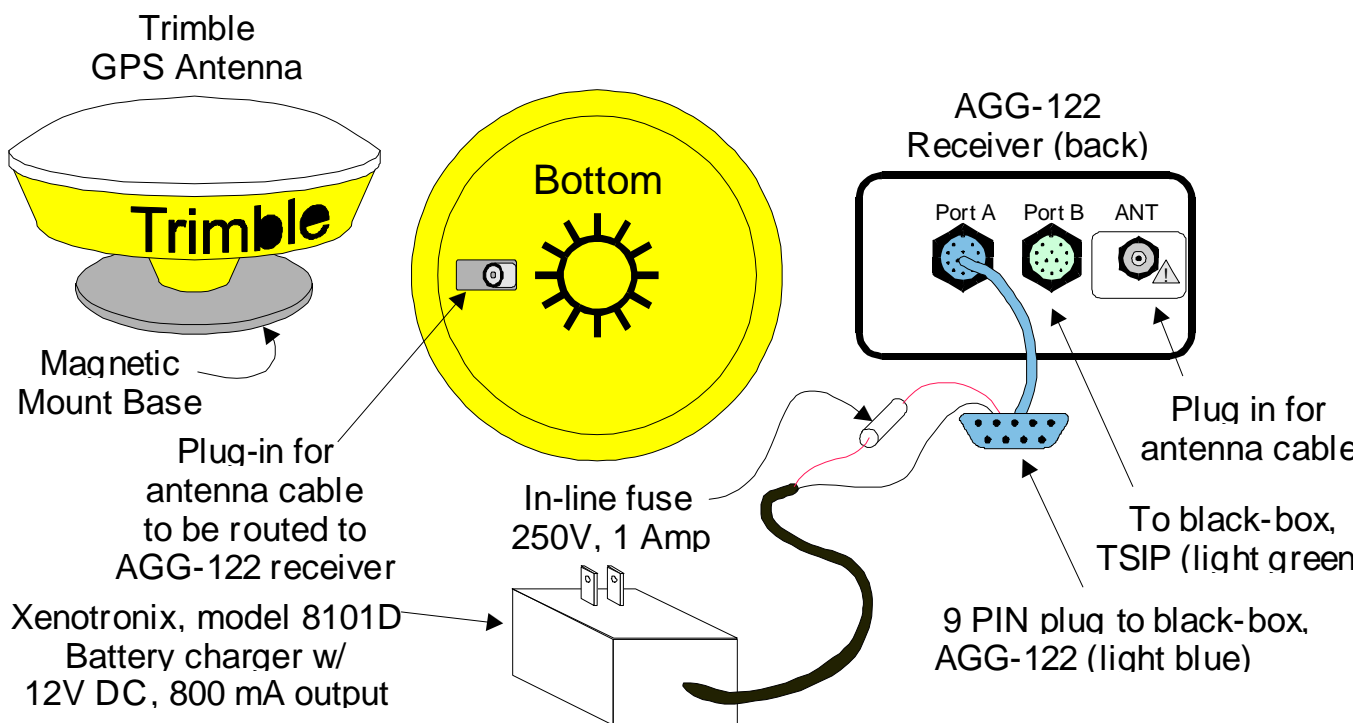 Trimble
GPS Antenna
Trimble
Magnetic
Mount Base
Bottom
Plug-in for
antenna cable
to be routed to
AGG-122 receiver
AGG-122
Receiver (back)
Port A
Port B
ANT
!
Plug in for
antenna cable
To black-box,
TSIP (light green
In-line fuse
250V, 1 Amp
9 PIN plug to black-box,
AGG-122 (light blue)
Xenotronix, model 8101D
Battery charger w/
12V DC, 800 mA output